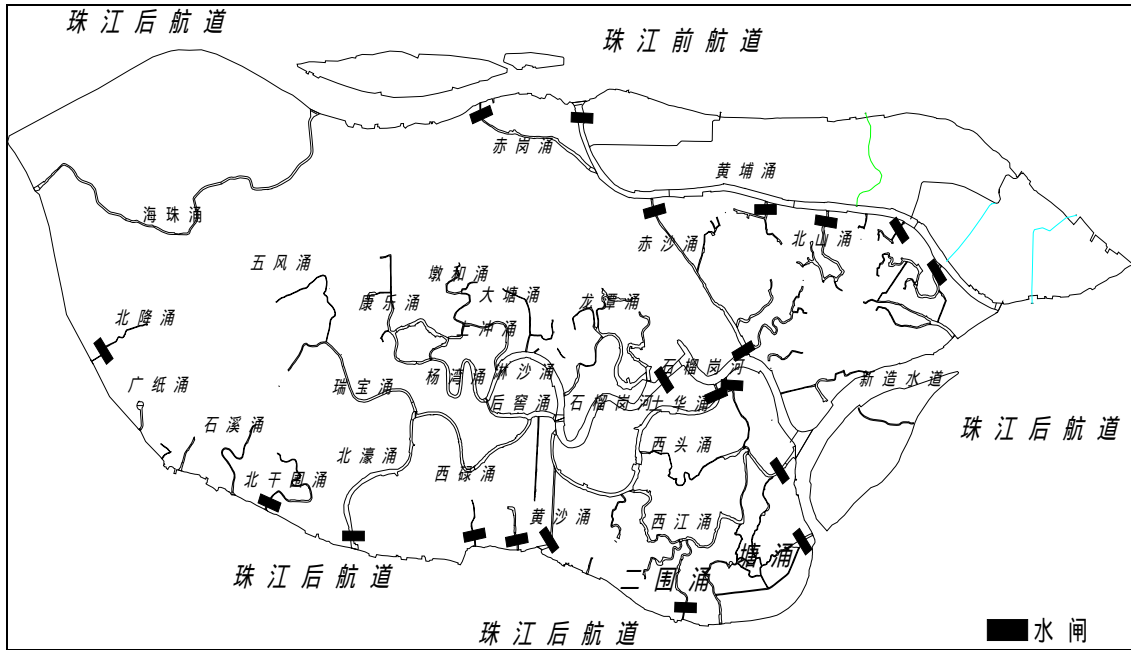 珠江后航道
珠江前航道
赤岗涌
黄埔涌
海珠涌
赤沙涌
北山涌
五凤涌
墩和涌
康乐涌
大塘涌
龙潭涌
北隆涌
上冲涌
石榴岗河
杨湾涌
淋沙涌
新造水道
广纸涌
瑞宝涌
后窖涌
石榴岗河
土华涌
石溪涌
西头涌
珠江后航道
北濠涌
西碌涌
北干围涌
黄沙涌
西江涌
塘涌
珠江后航道
二围涌
珠江后航道
水闸